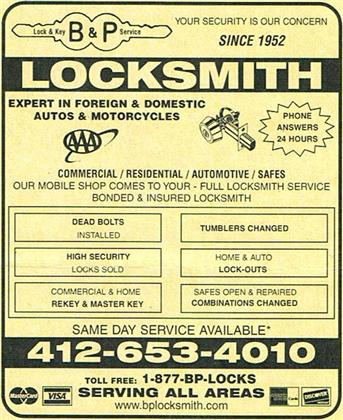 YOUR SECURITY IS OUR CONCERN
Lock & Key B & P Service
SINCE 1952
LOCKSMITH
EXPERT IN FOREIGN & DOMESTIC
AUTOS & MOTORCYCLES
AAA
PHONE
ANSWERS
24 HOURS
COMMERCIAL / RESIDENTIAL / AUTOMOTIVE / SAFES
OUR MOBILE SHOP COMES TO YOUR - FULL LOCKSMITH SERVICE
BONDED & INSURED LOCKSMITH
DEAD BOLTS
INSTALLED
TUMBLERS CHANGED
HIGH SECURITY
LOCKS SOLD
HOME & AUTO
LOCK-OUTS
COMMERCIAL & HOME
REKEY & MASTER KEY
SAFES OPEN & REPAIRED
COMBINATIONS CHANGED
SAME DAY SERVICE AVAILABLE*
412-653-4010
TOLL FREE: 1-877-BP-LOCKS
SERVING ALL AREAS
MasterCard VISA DISCOVER
www.bplocksmith.com